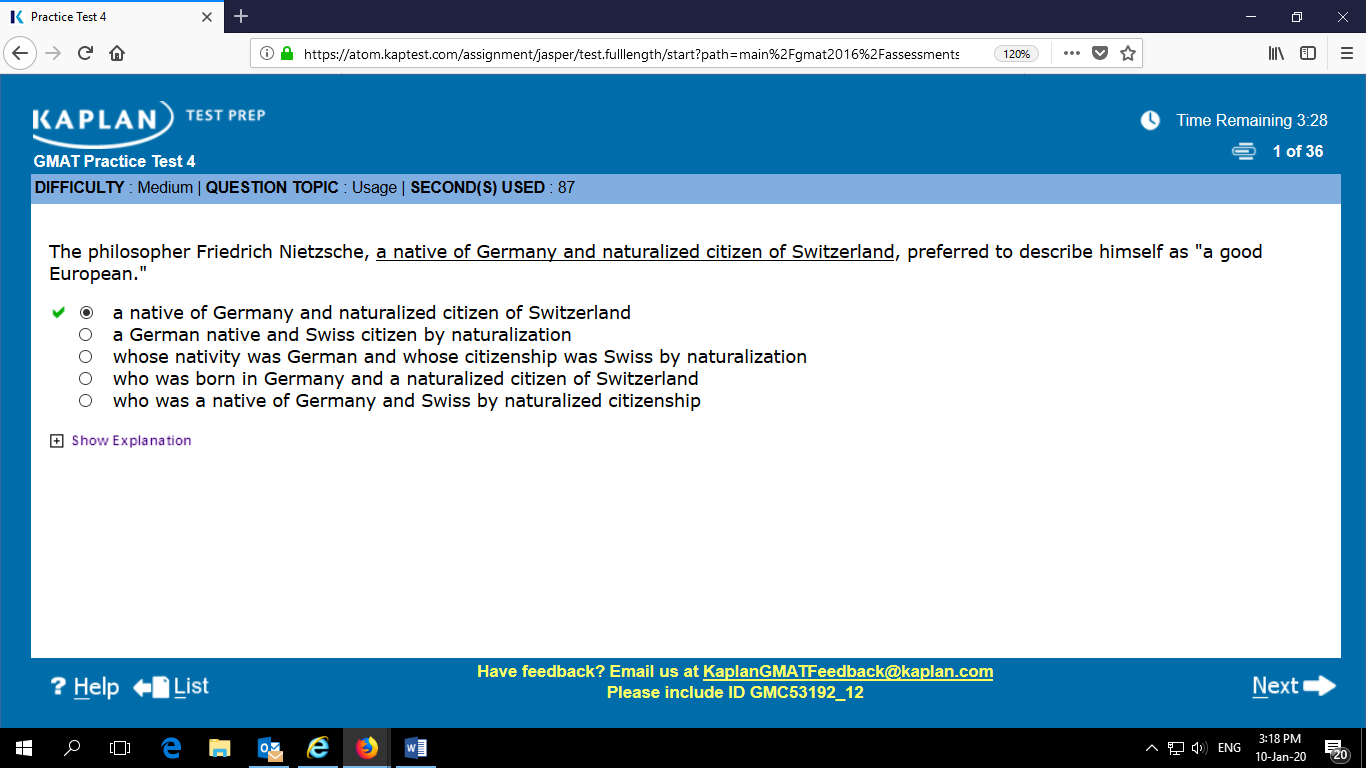 Practice Test 4
https://atom.kaptest.com/assignment/jasper/test.fulllength/start?path=main%2Fgmat2016%2Fassessments
120%
KAPLAN TEST PREP
Time Remaining 3:28
GMAT Practice Test 4
1 of 36
DIFFICULTY : Medium | QUESTION TOPIC : Usage | SECOND(S) USED : 87
The philosopher Friedrich Nietzsche, a native of Germany and naturalized citizen of Switzerland, preferred to describe himself as "a good
European."
a native of Germany and naturalized citizen of Switzerland
a German native and Swiss citizen by naturalization
whose nativity was German and whose citizenship was Swiss by naturalization
who was born in Germany and a naturalized citizen of Switzerland
who was a native of Germany and Swiss by naturalized citizenship
Show Explanation
Have feedback? Email us at KaplanGMATFeedback@kaplan.com
Please include ID GMC53192_12
? Help
List
Next
ENG
3:18 PM
10-Jan-20
20